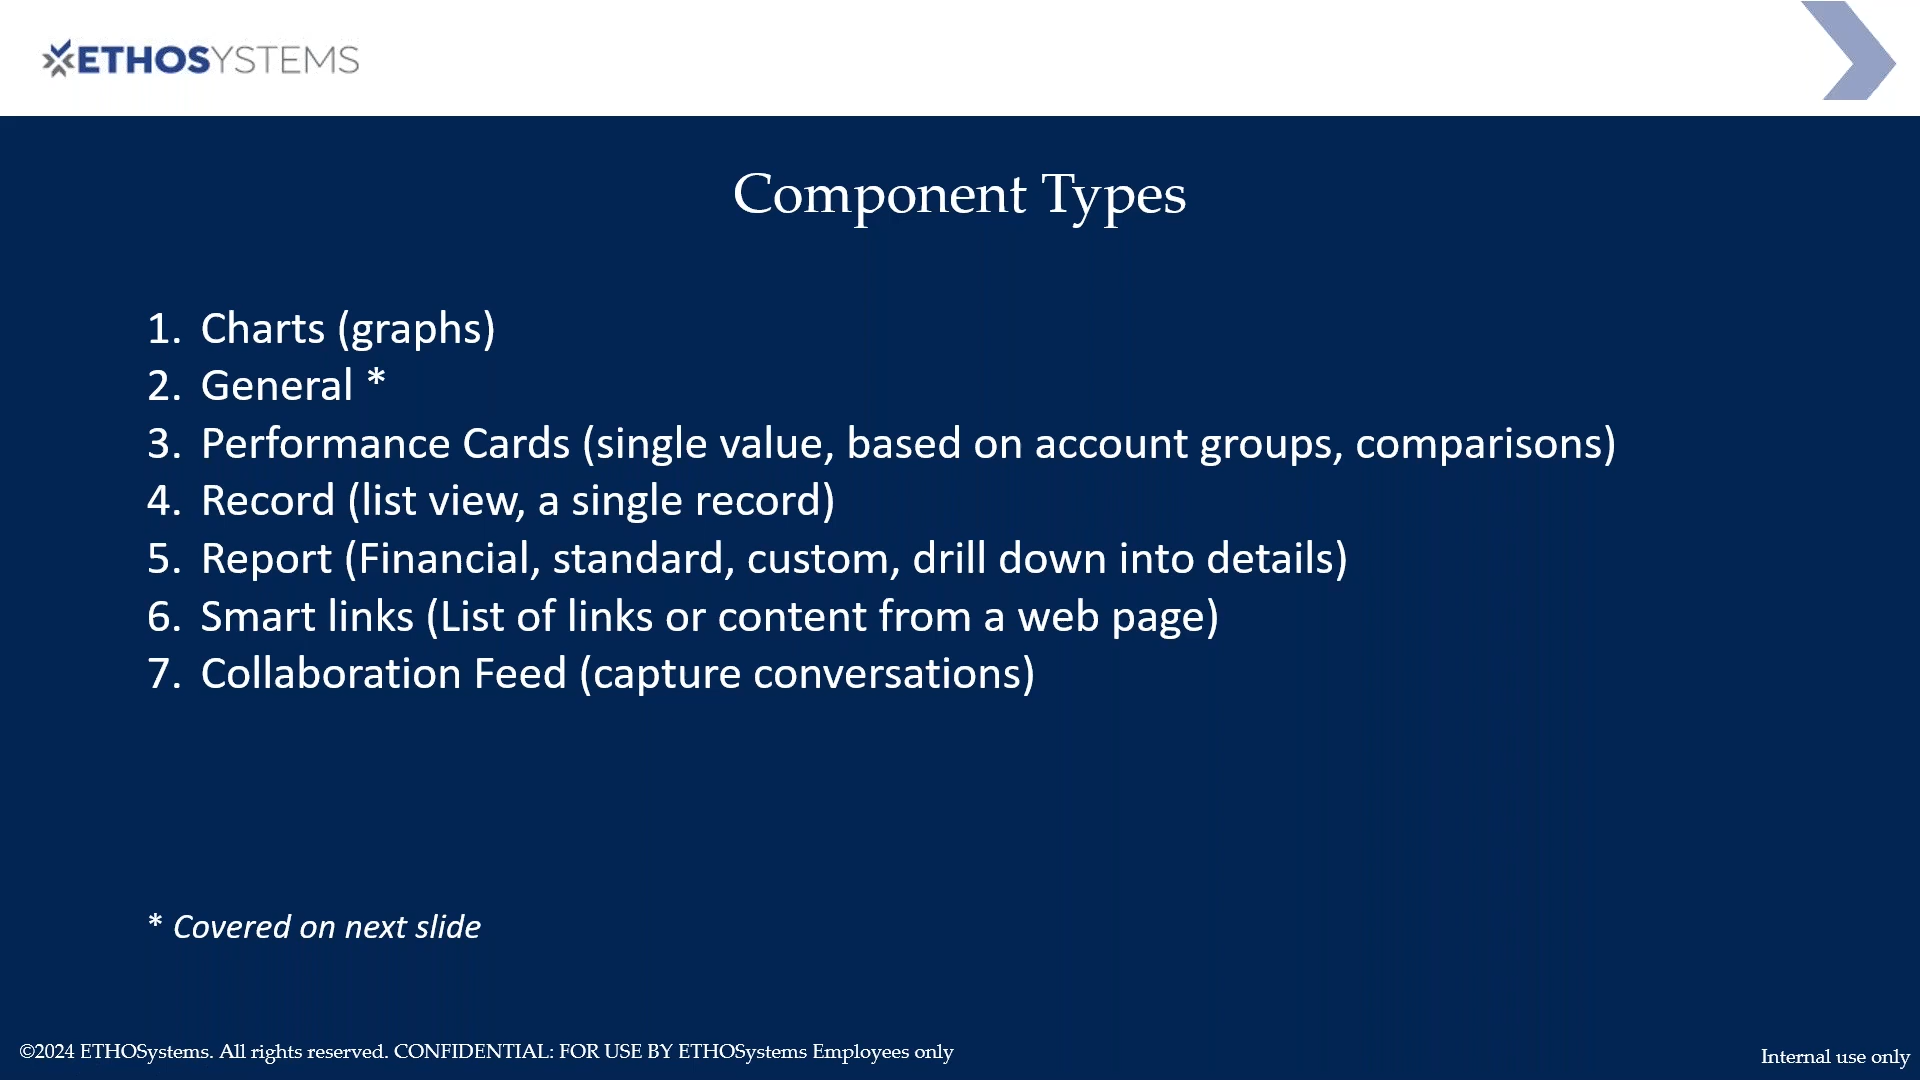 ETHOSYSTEMS
Component Types
1. Charts (graphs)
2. General *
3. Performance Cards (single value, based on account groups, comparisons)
4. Record (list view, a single record)
5. Report (Financial, standard, custom, drill down into details)
6. Smart links (List of links or content from a web page)
7. Collaboration Feed (capture conversations)
* Covered on next slide
©2024 ETHOSystems. All rights reserved. CONFIDENTIAL: FOR USE BY ETHOSystems Employees only
Internal use only